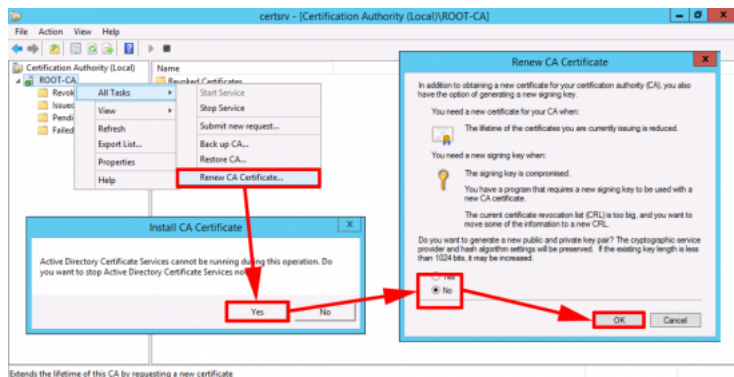 certsrv - [Certification Authority (Local)\ROOT-CA]
File Action View Help
Certification Authority (Local)
ROOT-CA
Revok
Issued
Pendi
Failed
Name
Revoked Certificates
All Tasks
View
Refresh
Export List...
Properties
Help
Start Service
Stop Service
Submit new request...
Back up CA...
Restore CA...
Renew CA Certificate...
Install CA Certificate
X
Active Directory Certificate Services cannot be running during this operation. Do
you want to stop Active Directory Certificate Services
Yes
No
Renew CA Certificate
X
In addition to obtaining a new certificate for your certification authority (CA), you also
have the option of generating a new signing key.
You need a new certificate for your CA when:
The lifetime of the certificates you are currently issuing is reduced.
You need a new signing key when:
The signing key is compromised.
You have a program that requires a new signing key to be used with a
new CA certificate.
The current certificate revocation list (CRL) is too big, and you want to
move some of the information to a new CRL.
Do you want to generate a new public and private key pair? The cryptographic service
provider and hash algorithm settings will be preserved. If the existing key length is less
than 1024 bits, it may be increased.
Yes
No
OK
Cancel
Extends the lifetime of this CA by requesting a new certificate